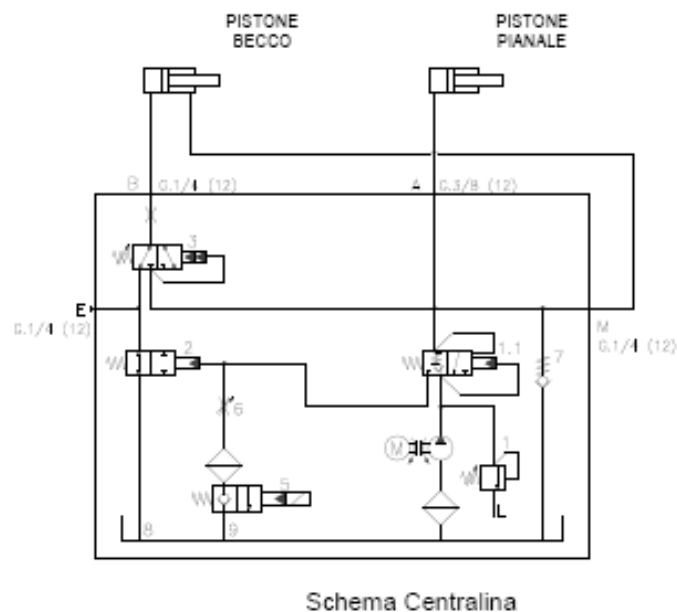 PISTONE
BECCO
PISTONE
PIANALE
B
G.1/4 (12)
A
G.3/8 (12)
3
E
G.1/4 (12)
M
G.1/4 (12)
2
1.1
7
6
M
1
5
L
8
9
Schema Centralina